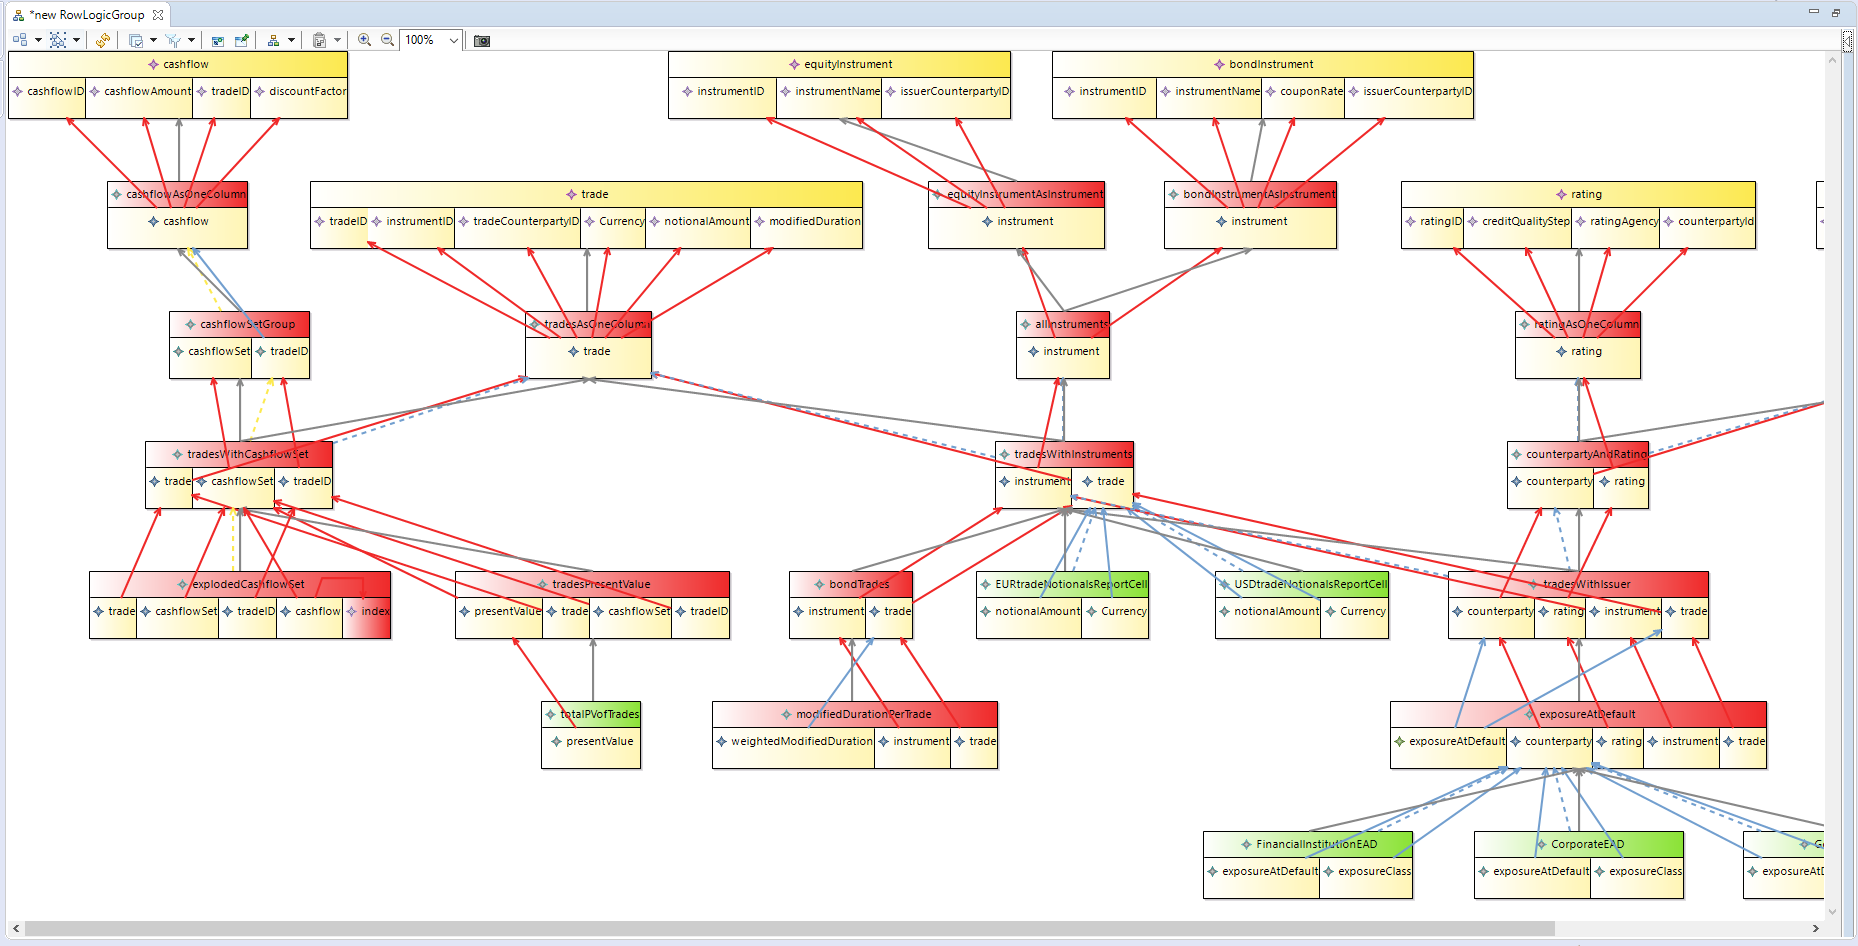 *new RowLogicGroup
100%
cashflow
cashflowID cashflowAmount tradeID discountFactor
equityInstrument
instrumentID instrumentName issuerCounterpartyID
bondInstrument
instrumentID instrumentName couponRate issuerCounterpartyID
cashflowAsOneColumn
cashflow
trade
tradeID instrumentID tradeCounterpartyID Currency notionalAmount modifiedDuration
equityInstrumentAsInstrument
instrument
bondInstrumentAsInstrument
instrument
rating
ratingID creditQualityStep ratingAgency counterpartyId
cashflowSetGroup
cashflowSet tradeID
tradesAsOneColumn
trade
allInstruments
instrument
ratingAsOneColumn
rating
tradesWithCashflowSet
trade cashflowSet tradeID
tradesWithInstruments
instrument trade
counterpartyAndRating
counterparty rating
explodedCashflowSet
trade cashflowSet tradeID cashflow index
tradesPresentValue
presentValue trade cashflowSet tradeID
bondTrades
instrument trade
EURtradeNotionalsReportCell
notionalAmount Currency
USDtradeNotionalsReportCell
notionalAmount Currency
tradesWithIssuer
counterparty rating instrument trade
totalPVofTrades
presentValue
modifiedDurationPerTrade
weightedModifiedDuration instrument trade
exposureAtDefault
exposureAtDefault counterparty rating instrument trade
FinancialInstitutionEAD
exposureAtDefault exposureClass
CorporateEAD
exposureAtDefault exposureClass
exposureAtD